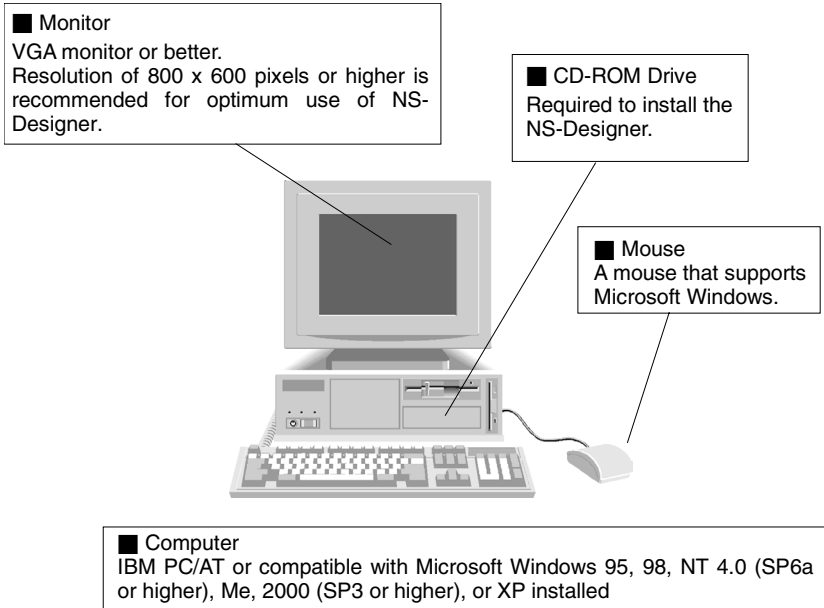 ■ Monitor
VGA monitor or better.
Resolution of 800 x 600 pixels or higher is
recommended for optimum use of NS-
Designer.
■ CD-ROM Drive
Required to install the
NS-Designer.
■ Mouse
A mouse that supports
Microsoft Windows.
■ Computer
IBM PC/AT or compatible with Microsoft Windows 95, 98, NT 4.0 (SP6a
or higher), Me, 2000 (SP3 or higher), or XP installed